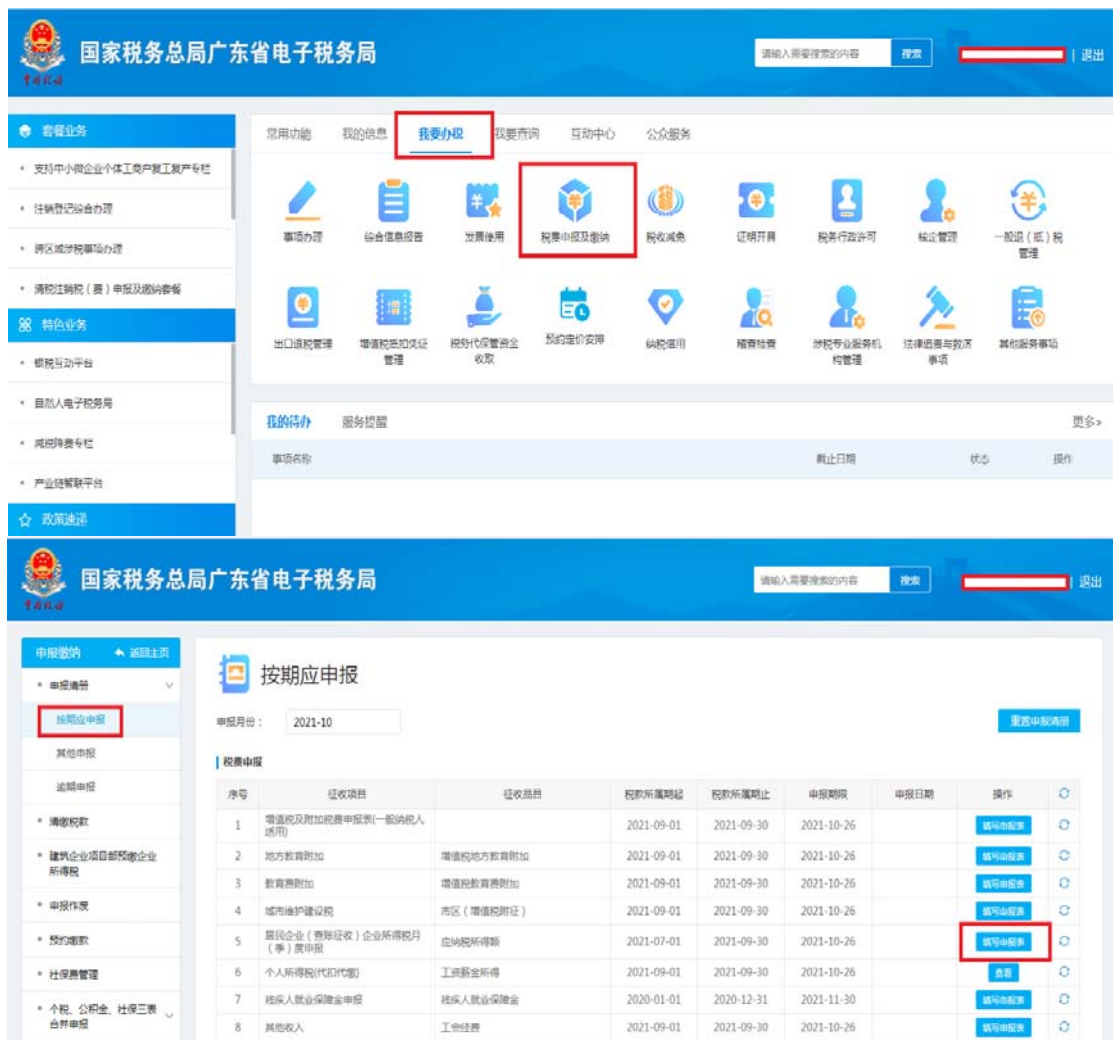 国家税务总局广东省电子税务局
请输入需要搜索的内容 搜索 | 退出
中国税务
套餐业务
常用功能 我的信息 我要办税 我要查询 互动中心 公众服务
支持中小微企业个体工商户复工复产专栏
注销登记综合办理
跨区域涉税事项办理
清税注销税（费）申报及缴纳套餐
特色业务
银税互动平台
自然人电子税务局
减税降费专栏
产业链智联平台
政策速递
事项办理 综合信息报告 发票使用 税费申报及缴纳 税收减免 证明开具 税务行政许可 核定管理 一般退（抵）税
管理
出口退税管理 增值税抵扣凭证 税务代保管资金 预约定价安排 纳税信用 稽查检查 涉税专业服务机 法律追责与救济 其他服务事项
管理 收取 构管理 事项
我的待办 服务提醒 更多»
事项名称 截止日期 状态 操作
国家税务总局广东省电子税务局
请输入需要搜索的内容 搜索 | 退出
中国税务
申报缴纳 返回主页
申报清册
按期应申报
其他申报
逾期申报
清缴税款
建筑企业项目部预缴企业
所得税
申报作废
预约缴款
社保费管理
个税、公积金、社保三表
合并申报
按期应申报
申报月份： 2021-10 重置申报清册
税费申报
序号 征收项目 征收品目 税款所属期起 税款所属期止 申报期限 申报日期 操作
1 增值税及附加税费申报表(一般纳税人
适用) 2021-09-01 2021-09-30 2021-10-26 填写申报表
2 地方教育附加 增值税地方教育附加 2021-09-01 2021-09-30 2021-10-26 填写申报表
3 教育费附加 增值税教育费附加 2021-09-01 2021-09-30 2021-10-26 填写申报表
4 城市维护建设税 市区（增值税附征） 2021-09-01 2021-09-30 2021-10-26 填写申报表
5 居民企业（查账征收）企业所得税月
（季）度申报 应纳税所得额 2021-07-01 2021-09-30 2021-10-26 填写申报表
6 个人所得税(代扣代缴) 工资薪金所得 2021-09-01 2021-09-30 2021-10-26 查看
7 残疾人就业保障金申报 残疾人就业保障金 2020-01-01 2020-12-31 2021-11-30 填写申报表
8 其他收入 工会经费 2021-09-01 2021-09-30 2021-10-26 填写申报表